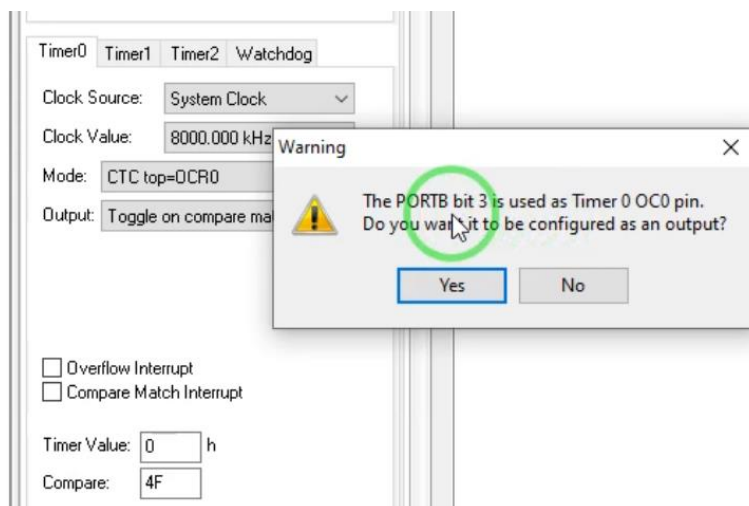 Timer0 Timer1 Timer2 Watchdog
Clock Source: System Clock
Clock Value: 8000.000 kHz
Mode: CTC top=OCR0
Output: Toggle on compare
Warning
The PORTB bit 3 is used as Timer 0 OC0 pin.
Do you want it to be configured as an output?
Yes No
Overflow Interrupt
Compare Match Interrupt
Timer Value: 0 h
Compare: 4F